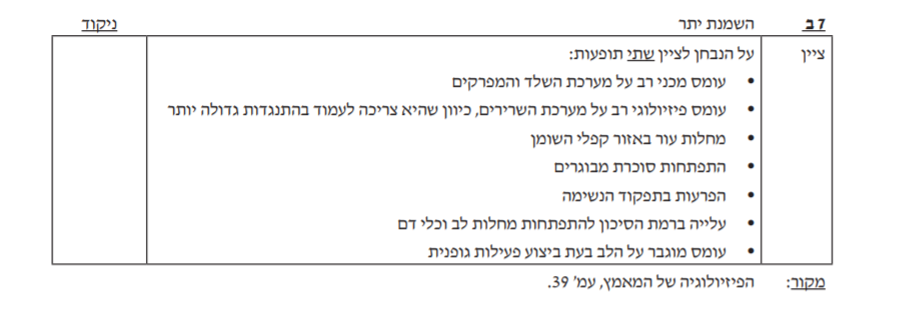 7ב השמנת יתר ניקוד
ציין על הנבחן לציין שתי תופעות:
• עומס מכני רב על מערכת השלד והמפרקים
• עומס פיזיולוגי רב על מערכת השרירים, כיוון שהיא צריכה לעמוד בהתנגדות גדולה יותר
• מחלות עור באזור קפלי השומן
• התפתחות סוכרת מבוגרים
• הפרעות בתפקוד הנשימה
• עלייה ברמת הסיכון להתפתחות מחלות לב וכלי דם
• עומס מוגבר על הלב בעת ביצוע פעילות גופנית
מקור: הפיזיולוגיה של המאמץ, עמ' 39.